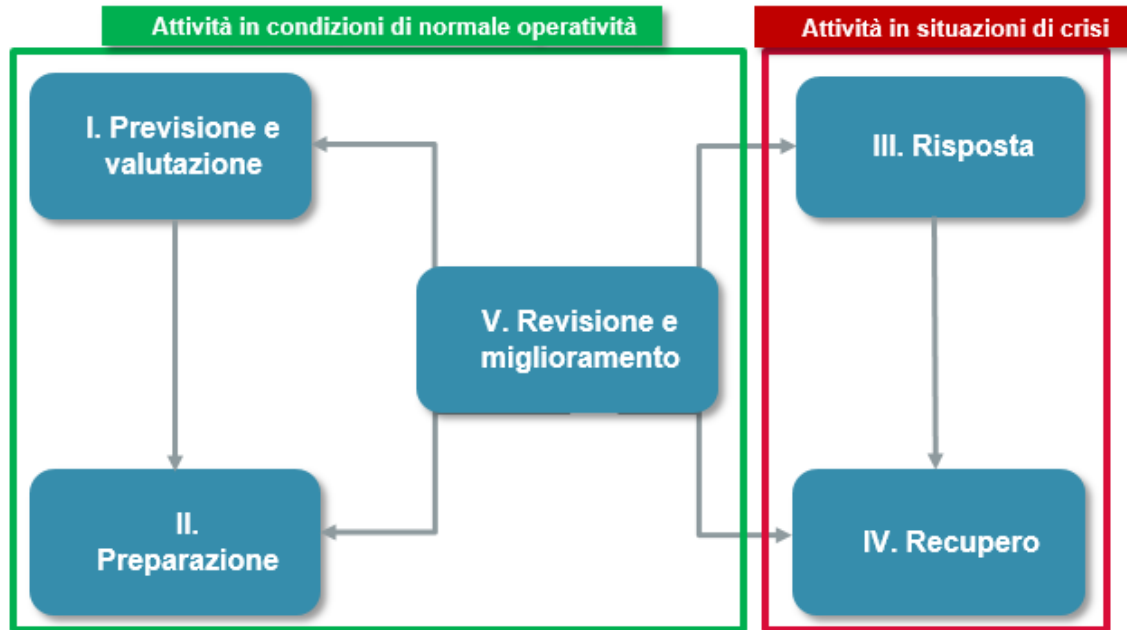 Attività in condizioni di normale operatività
Attività in situazioni di crisi
I. Previsione e
valutazione
III. Risposta
V. Revisione e
miglioramento
II.
Preparazione
IV. Recupero